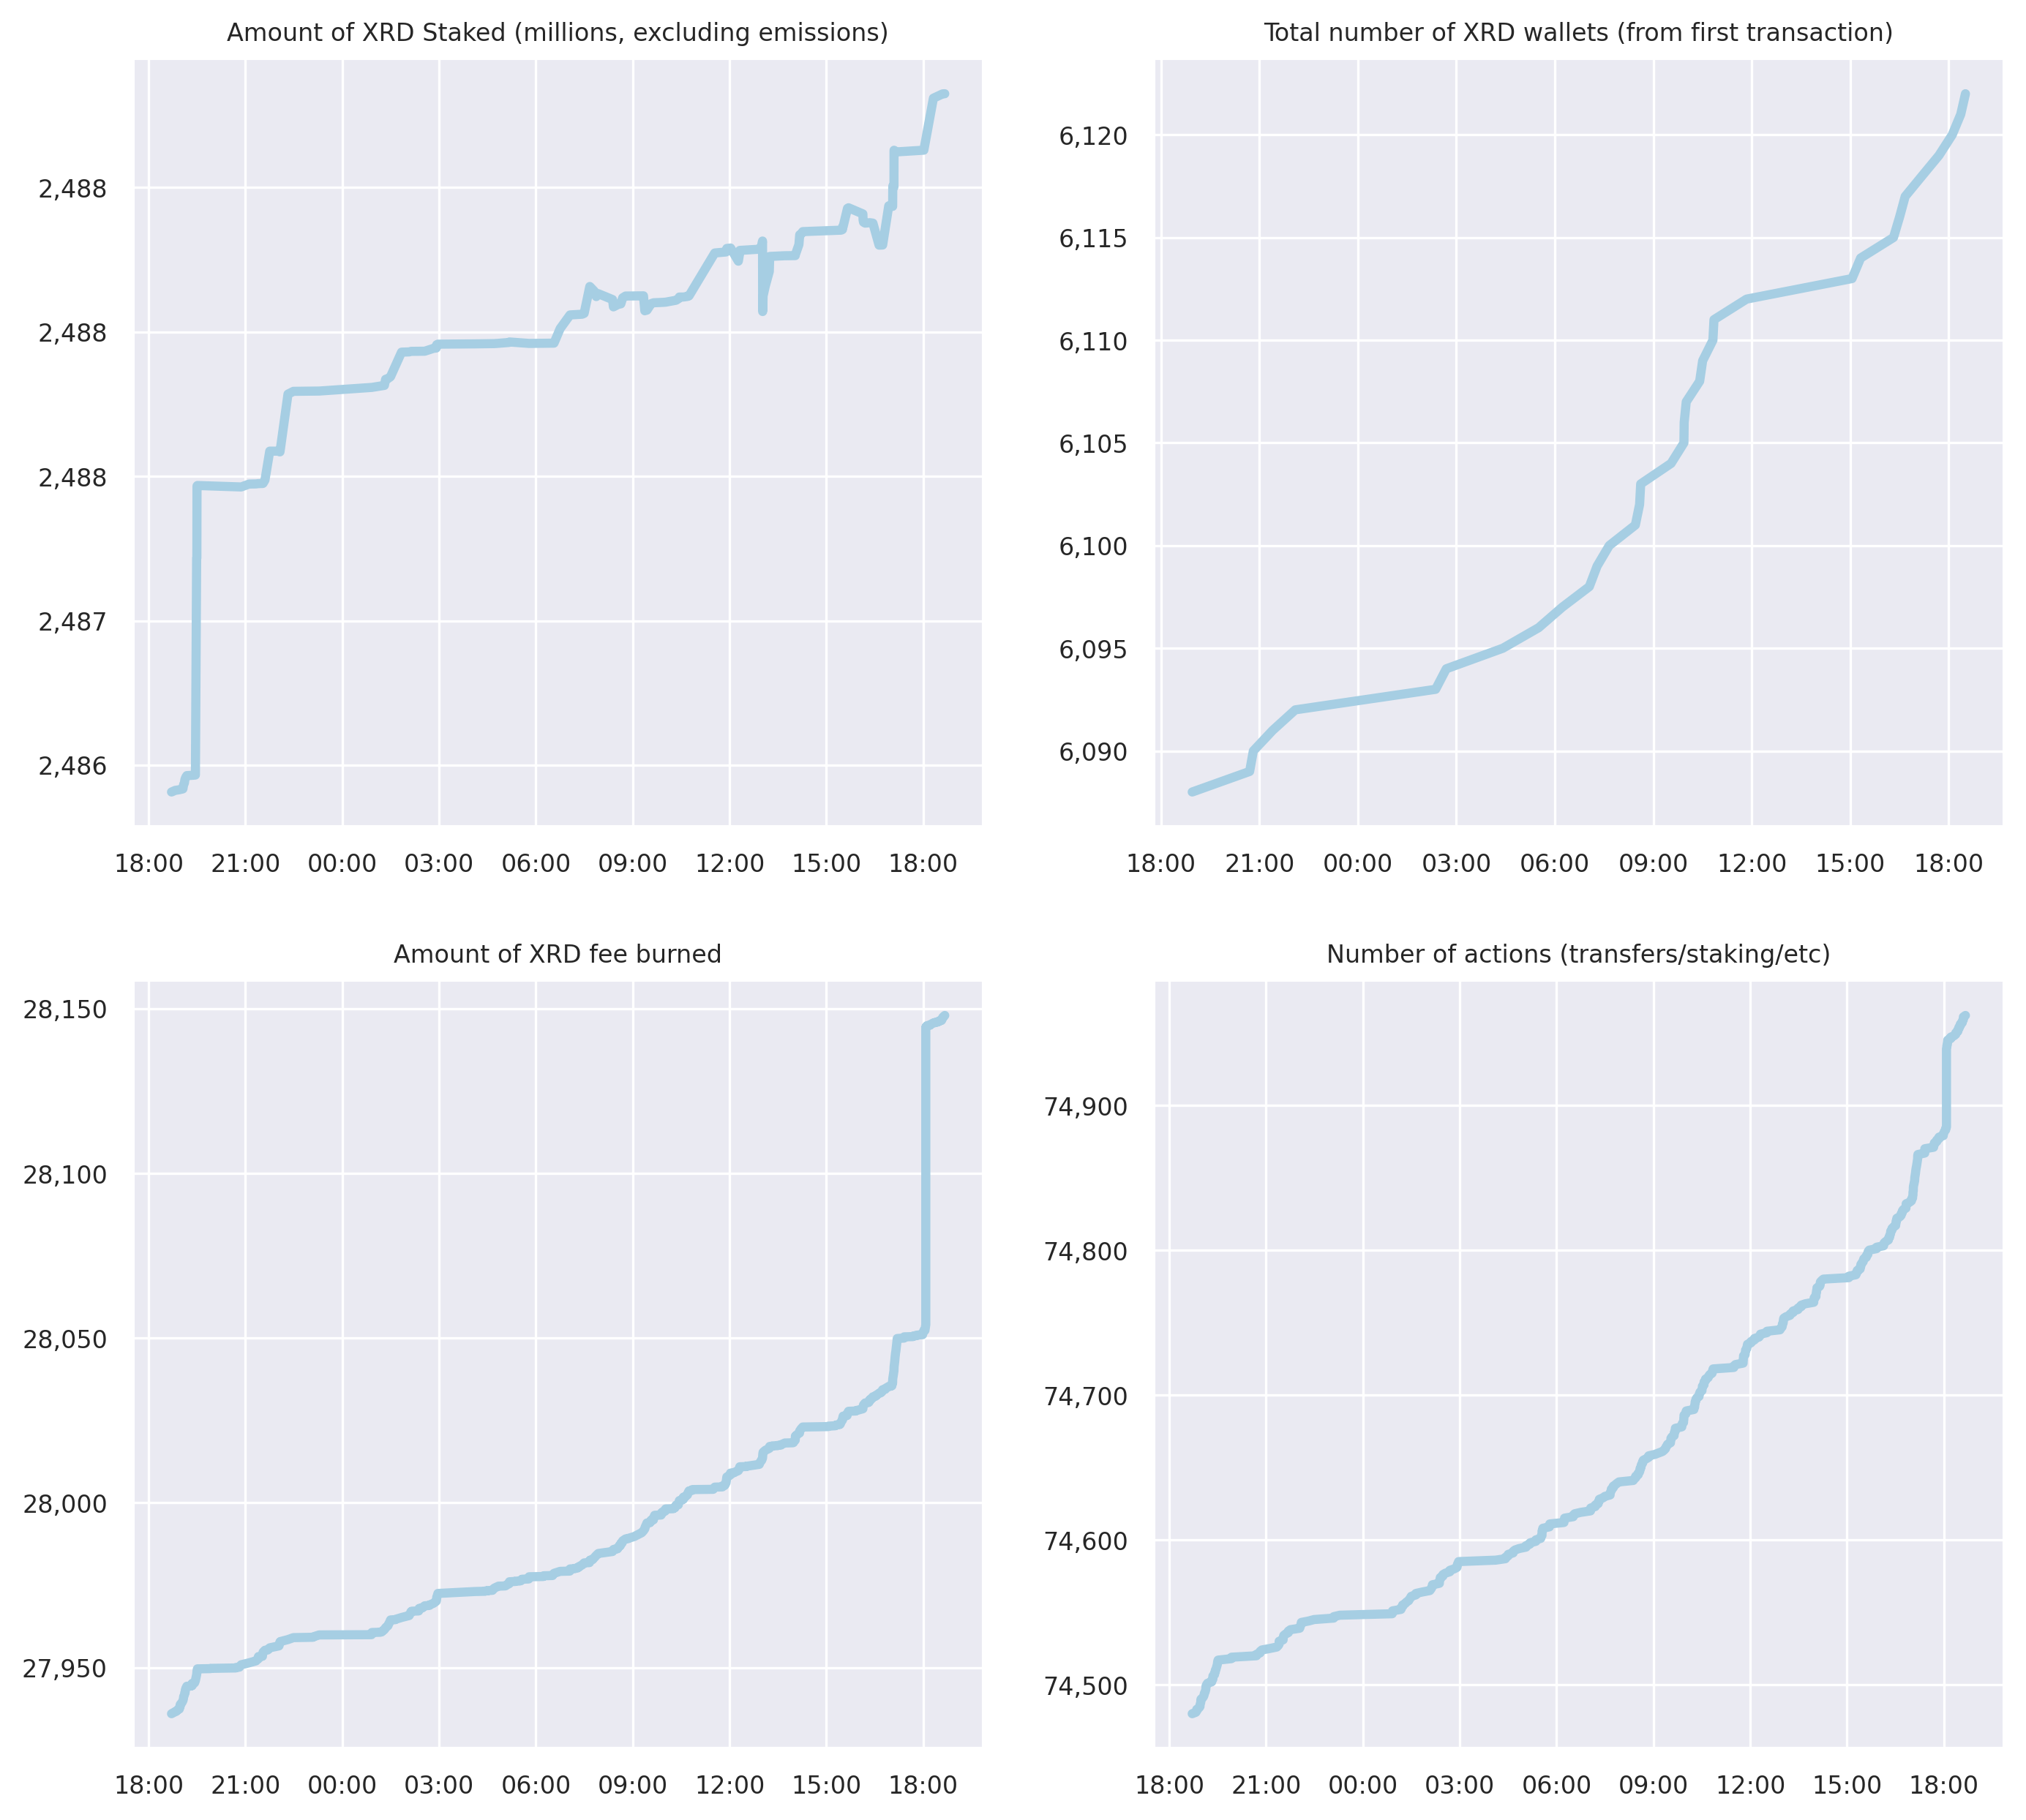 Amount of XRD Staked (millions, excluding emissions)
2,488
2,488
2,488
2,487
2,486
18:00 21:00 00:00 03:00 06:00 09:00 12:00 15:00 18:00
Total number of XRD wallets (from first transaction)
6,120
6,115
6,110
6,105
6,100
6,095
6,090
18:00 21:00 00:00 03:00 06:00 09:00 12:00 15:00 18:00
Amount of XRD fee burned
28,150
28,100
28,050
28,000
27,950
18:00 21:00 00:00 03:00 06:00 09:00 12:00 15:00 18:00
Number of actions (transfers/staking/etc)
74,900
74,800
74,700
74,600
74,500
18:00 21:00 00:00 03:00 06:00 09:00 12:00 15:00 18:00